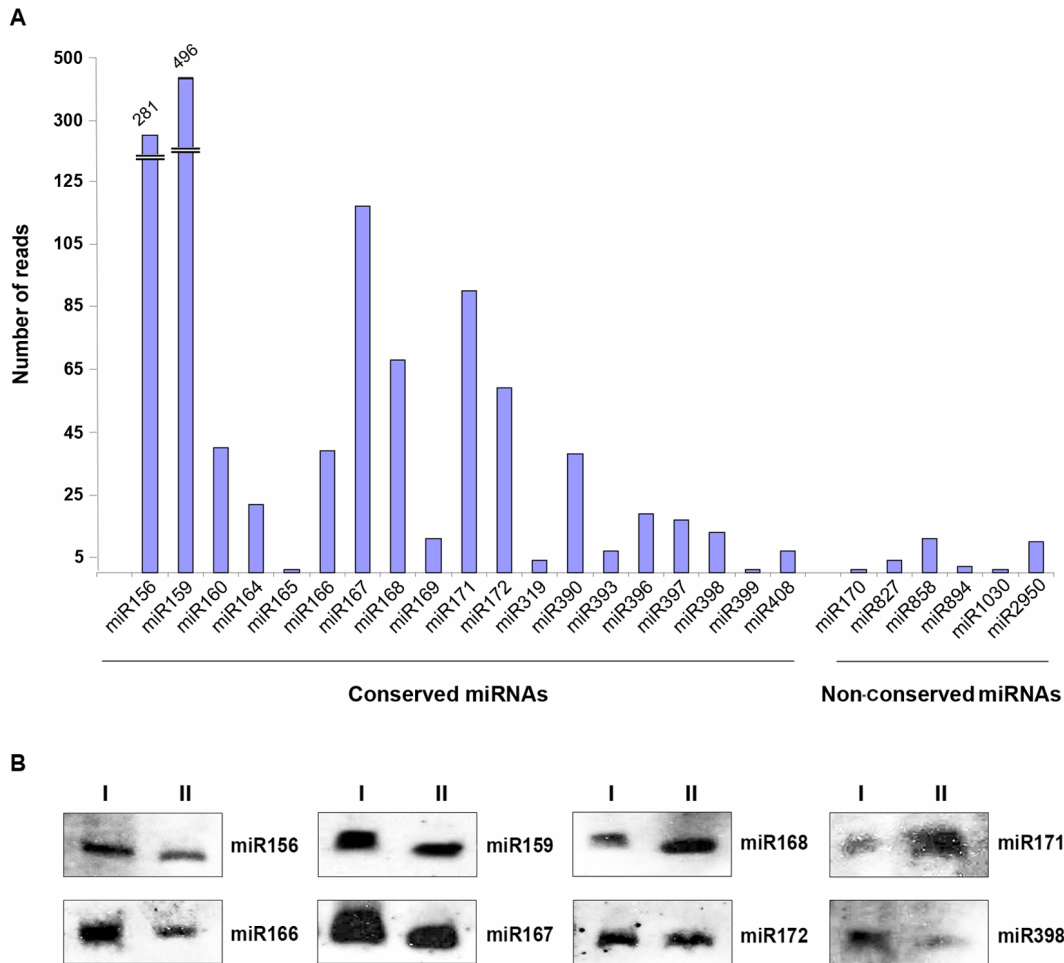 A
Number of reads
500
300
125
105
85
65
45
25
5
281
496
miR156
miR159
miR160
miR164
miR165
miR166
miR167
miR168
miR169
miR171
miR172
miR319
miR390
miR393
miR396
miR397
miR398
miR399
miR408
miR170
miR827
miR858
miR894
miR1030
miR2950
Conserved miRNAs
Non-conserved miRNAs
B
I II I II I II I II
miR156 miR159 miR168 miR171
miR166 miR167 miR172 miR398